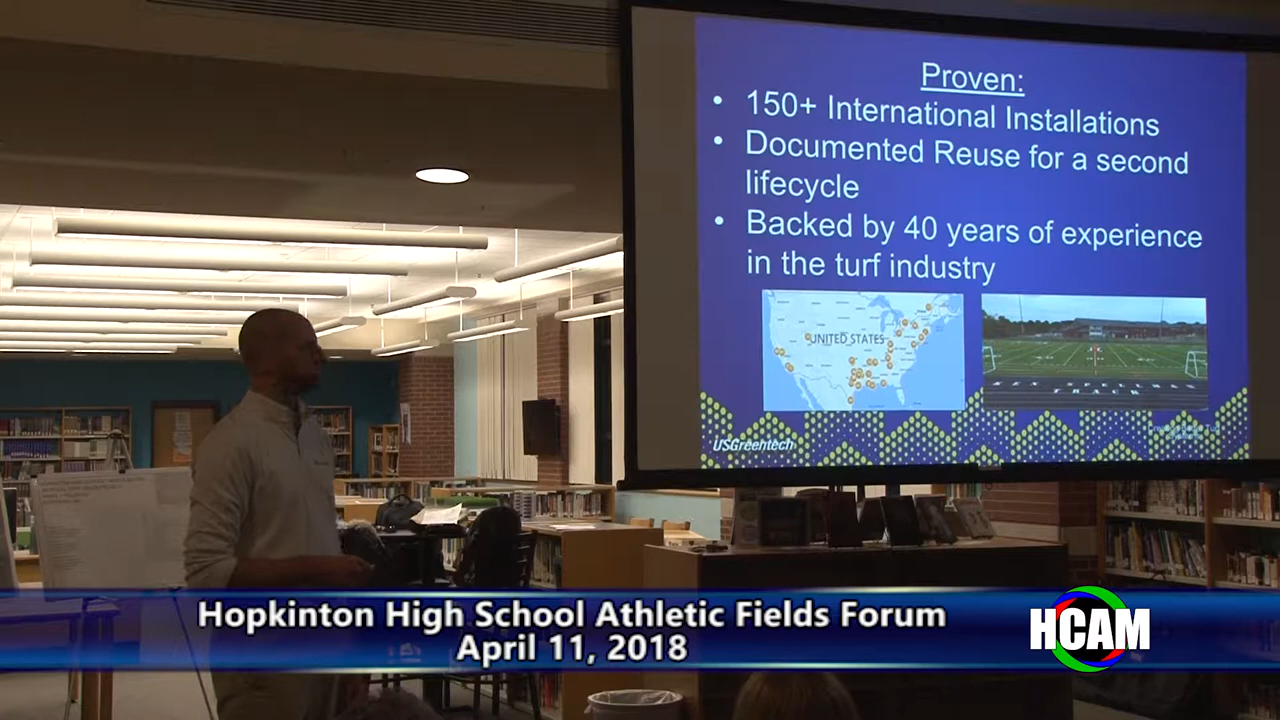 Proven:
• 150+ International Installations
• Documented Reuse for a second
lifecycle
• Backed by 40 years of experience
in the turf industry
UNITED STATES
TRACK
USGreentech
Hopkinton High School Athletic Fields Forum
April 11, 2018
HCAM